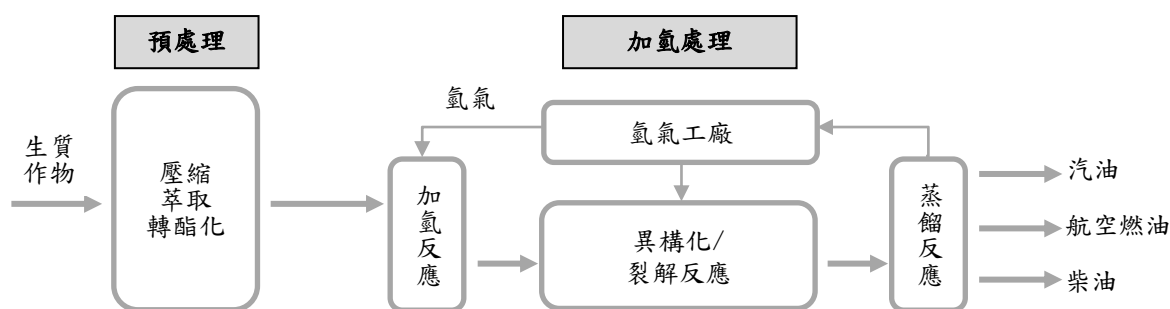 預處理
加氫處理
生質
作物
壓縮
萃取
轉酯化
氫氣
氫氣工廠
加氫反應
異構化/
裂解反應
蒸餾反應
汽油
航空燃油
柴油